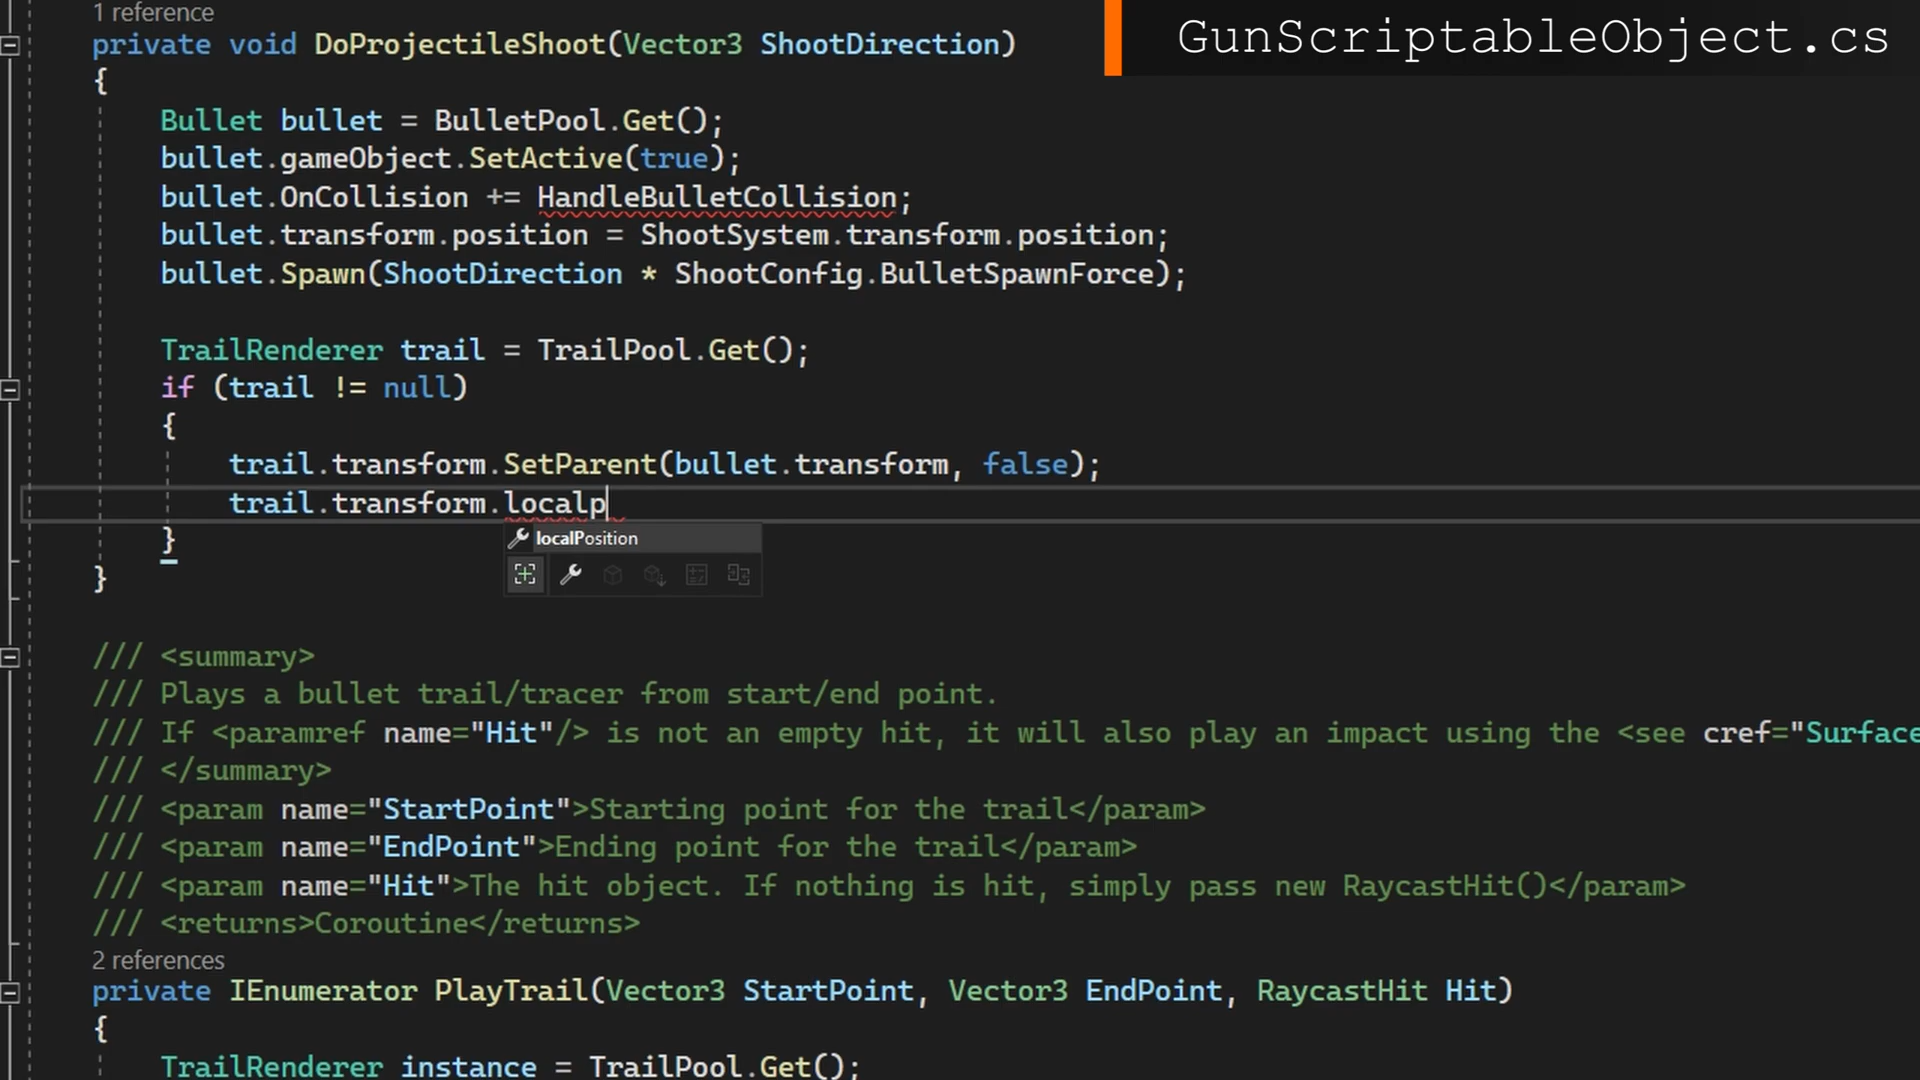 1 reference
GunScriptableObject.cs
private void DoProjectileShoot(Vector3 ShootDirection)
{
Bullet bullet = BulletPool.Get();
bullet.gameObject.SetActive(true);
bullet.OnCollision += HandleBulletCollision;
bullet.transform.position = ShootSystem.transform.position;
bullet.Spawn(ShootDirection * ShootConfig.BulletSpawnForce);
TrailRenderer trail = TrailPool.Get();
if (trail != null)
{
trail.transform.SetParent(bullet.transform, false);
trail.transform.localp
localPosition
}
}
/// <summary>
/// Plays a bullet trail/tracer from start/end point.
/// If <paramref name="Hit"/> is not an empty hit, it will also play an impact using the <see cref="Surface
/// </summary>
/// <param name="StartPoint">Starting point for the trail</param>
/// <param name="EndPoint">Ending point for the trail</param>
/// <param name="Hit">The hit object. If nothing is hit, simply pass new RaycastHit()</param>
/// <returns>Coroutine</returns>
2 references
private IEnumerator PlayTrail(Vector3 StartPoint, Vector3 EndPoint, RaycastHit Hit)
{
TrailRenderer instance = TrailPool.Get();